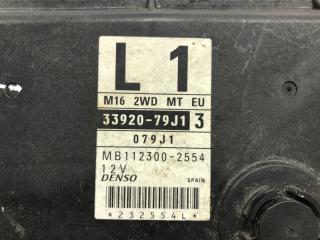 L 1
M16 2WD MT EU
33920-79J1 3
079J1
MB112300-2554
12V
DENSO SPAIN
*232554L*